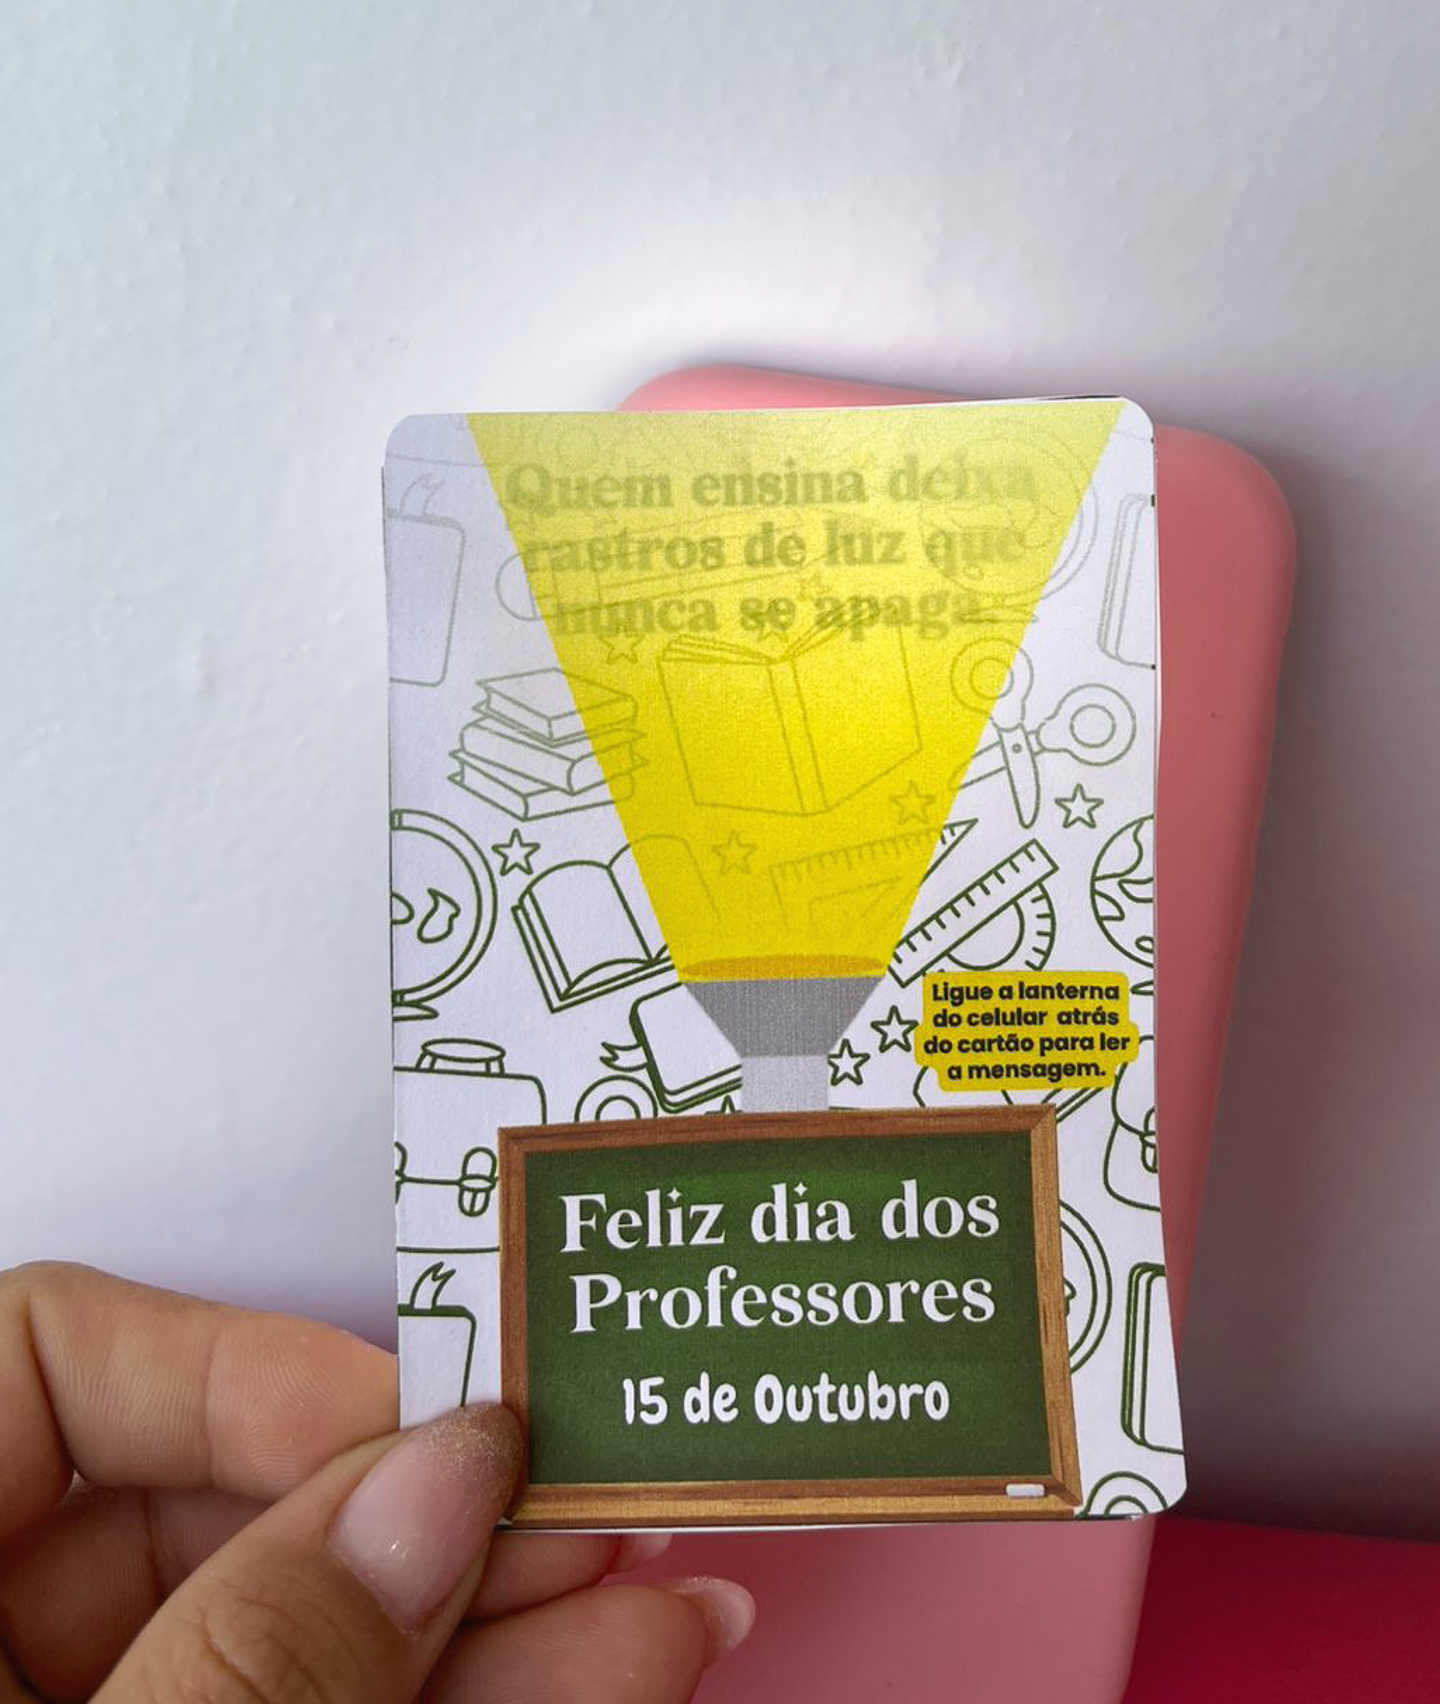 Quem ensina deixa
rastros de luz que
nunca se apaga.
Ligue a lanterna
do celular atrás
do cartão para ler
a mensagem.
Feliz dia dos
Professores
15 de Outubro